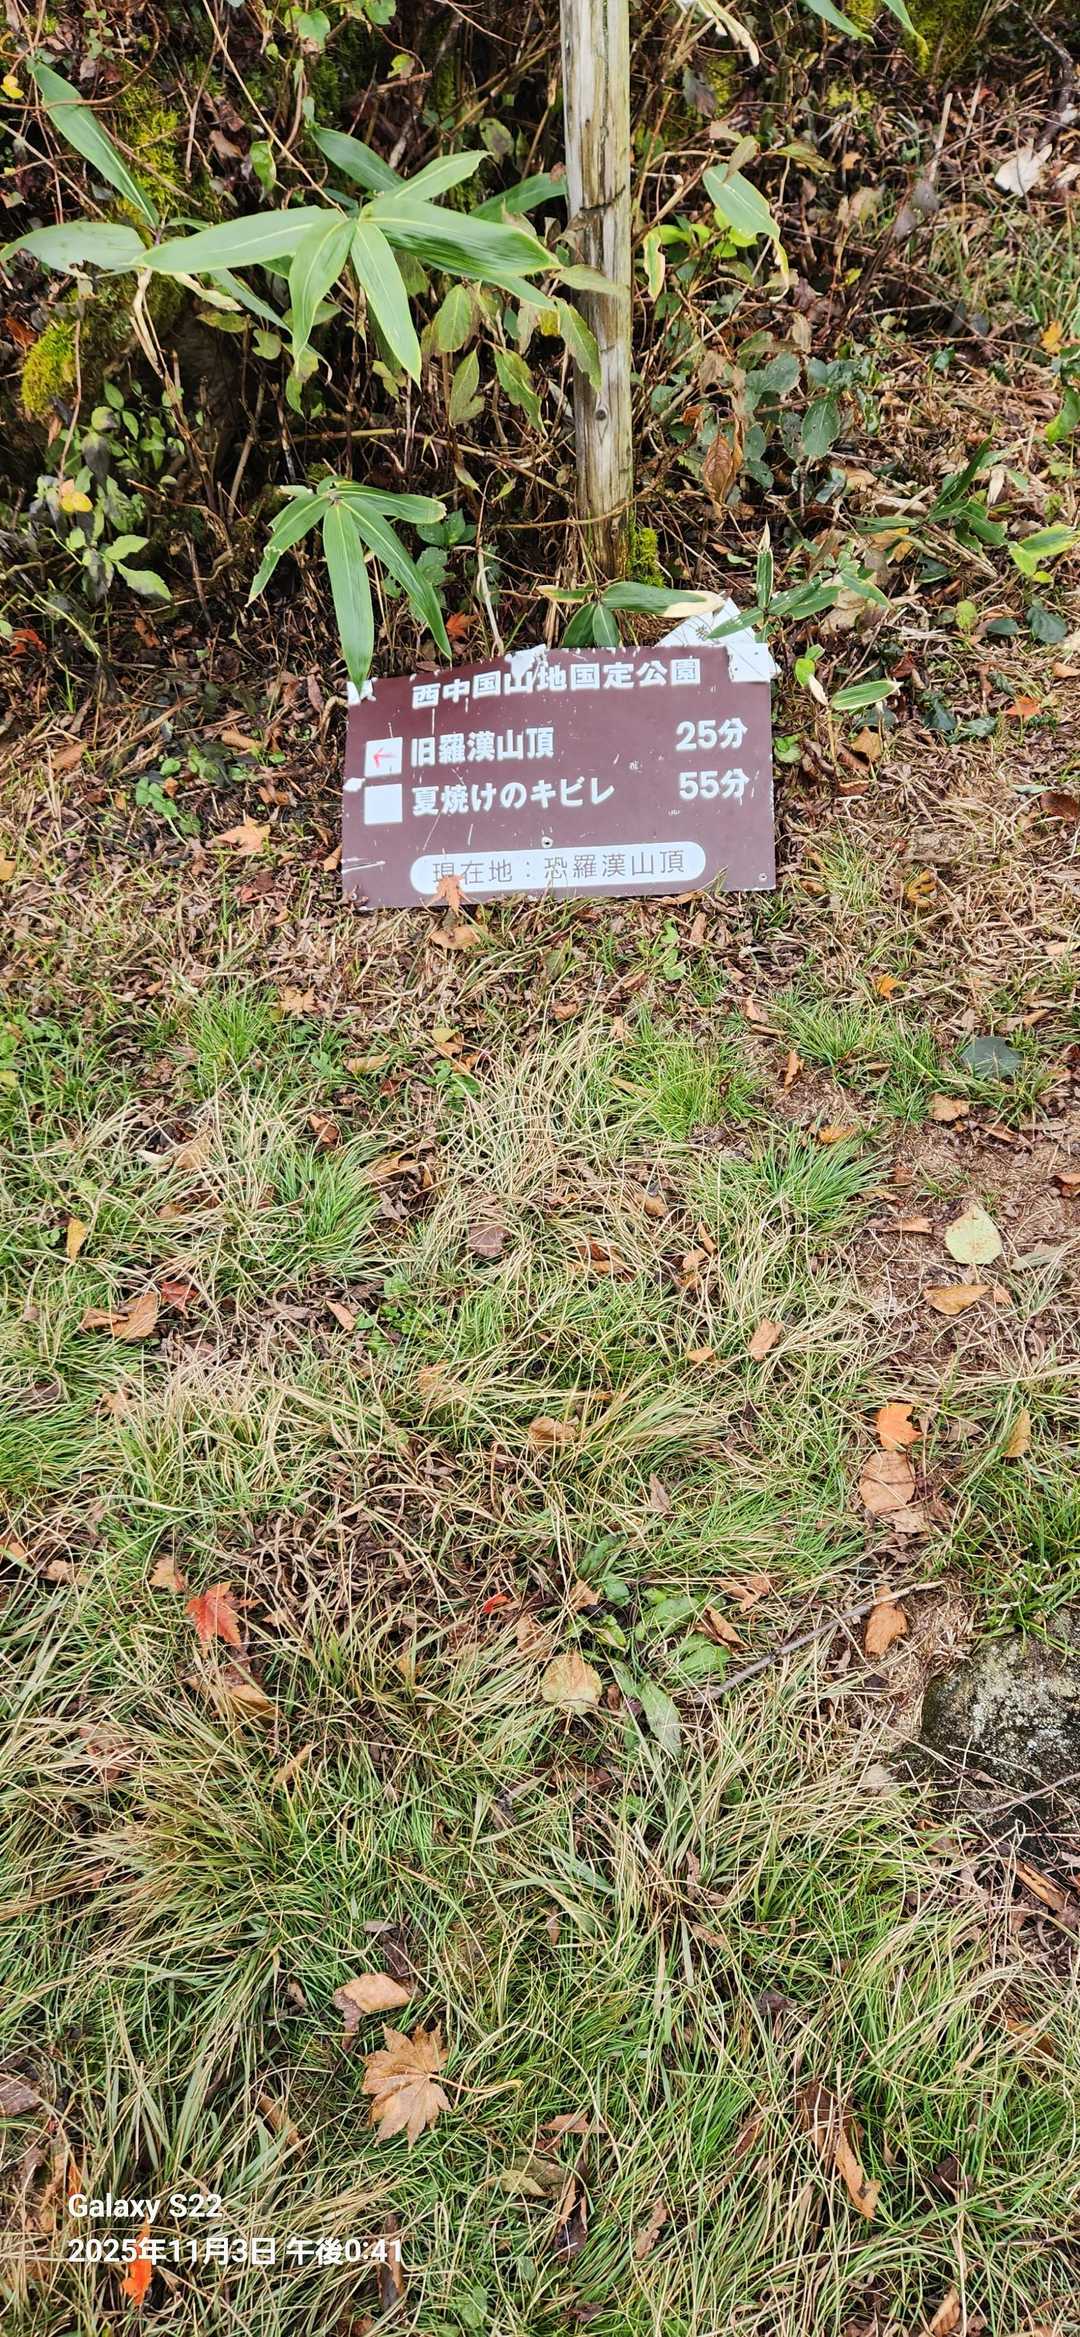 西中国山地国定公園
旧羅漢山頂 25分
夏焼けのキビレ 55分
現在地：恐羅漢山頂
Galaxy S22
2025年11月3日 午後0:41